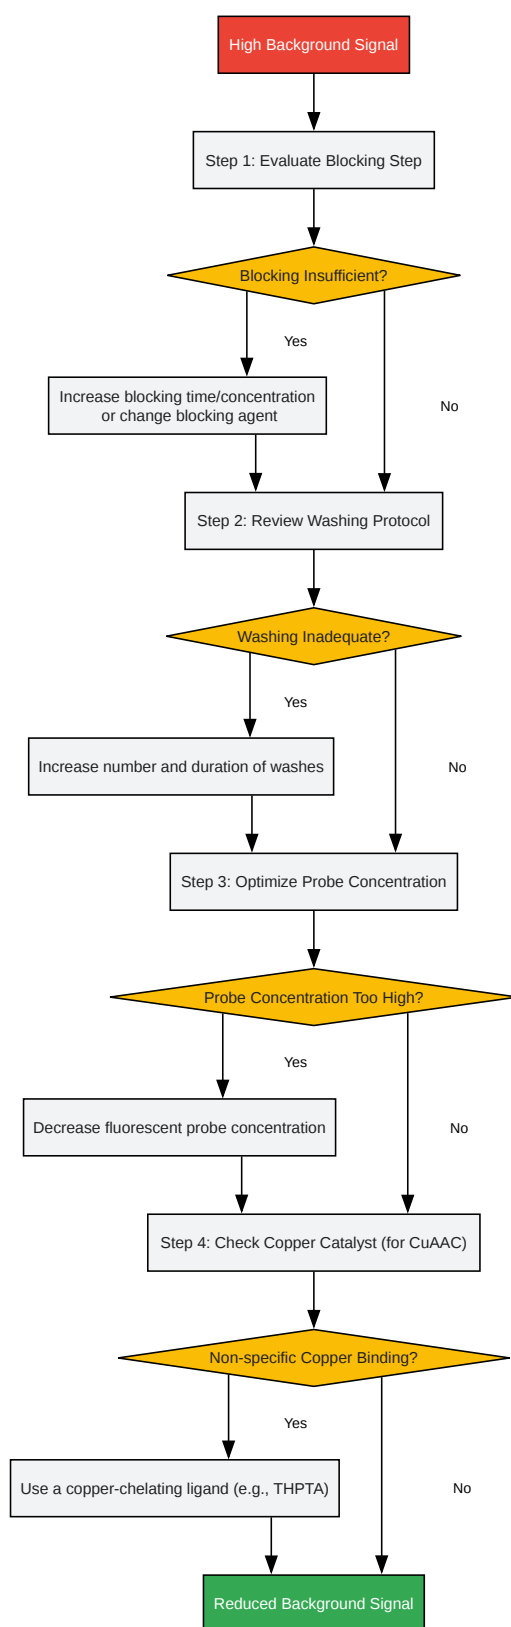 High Background Signal
Step 1: Evaluate Blocking Step
Blocking Insufficient?
Yes
Increase blocking time/concentration
or change blocking agent
No
Step 2: Review Washing Protocol
Washing Inadequate?
Yes
Increase number and duration of washes
No
Step 3: Optimize Probe Concentration
Probe Concentration Too High?
Yes
Decrease fluorescent probe concentration
No
Step 4: Check Copper Catalyst (for CuAAC)
Non-specific Copper Binding?
Yes
Use a copper-chelating ligand (e.g., THPTA)
No
Reduced Background Signal